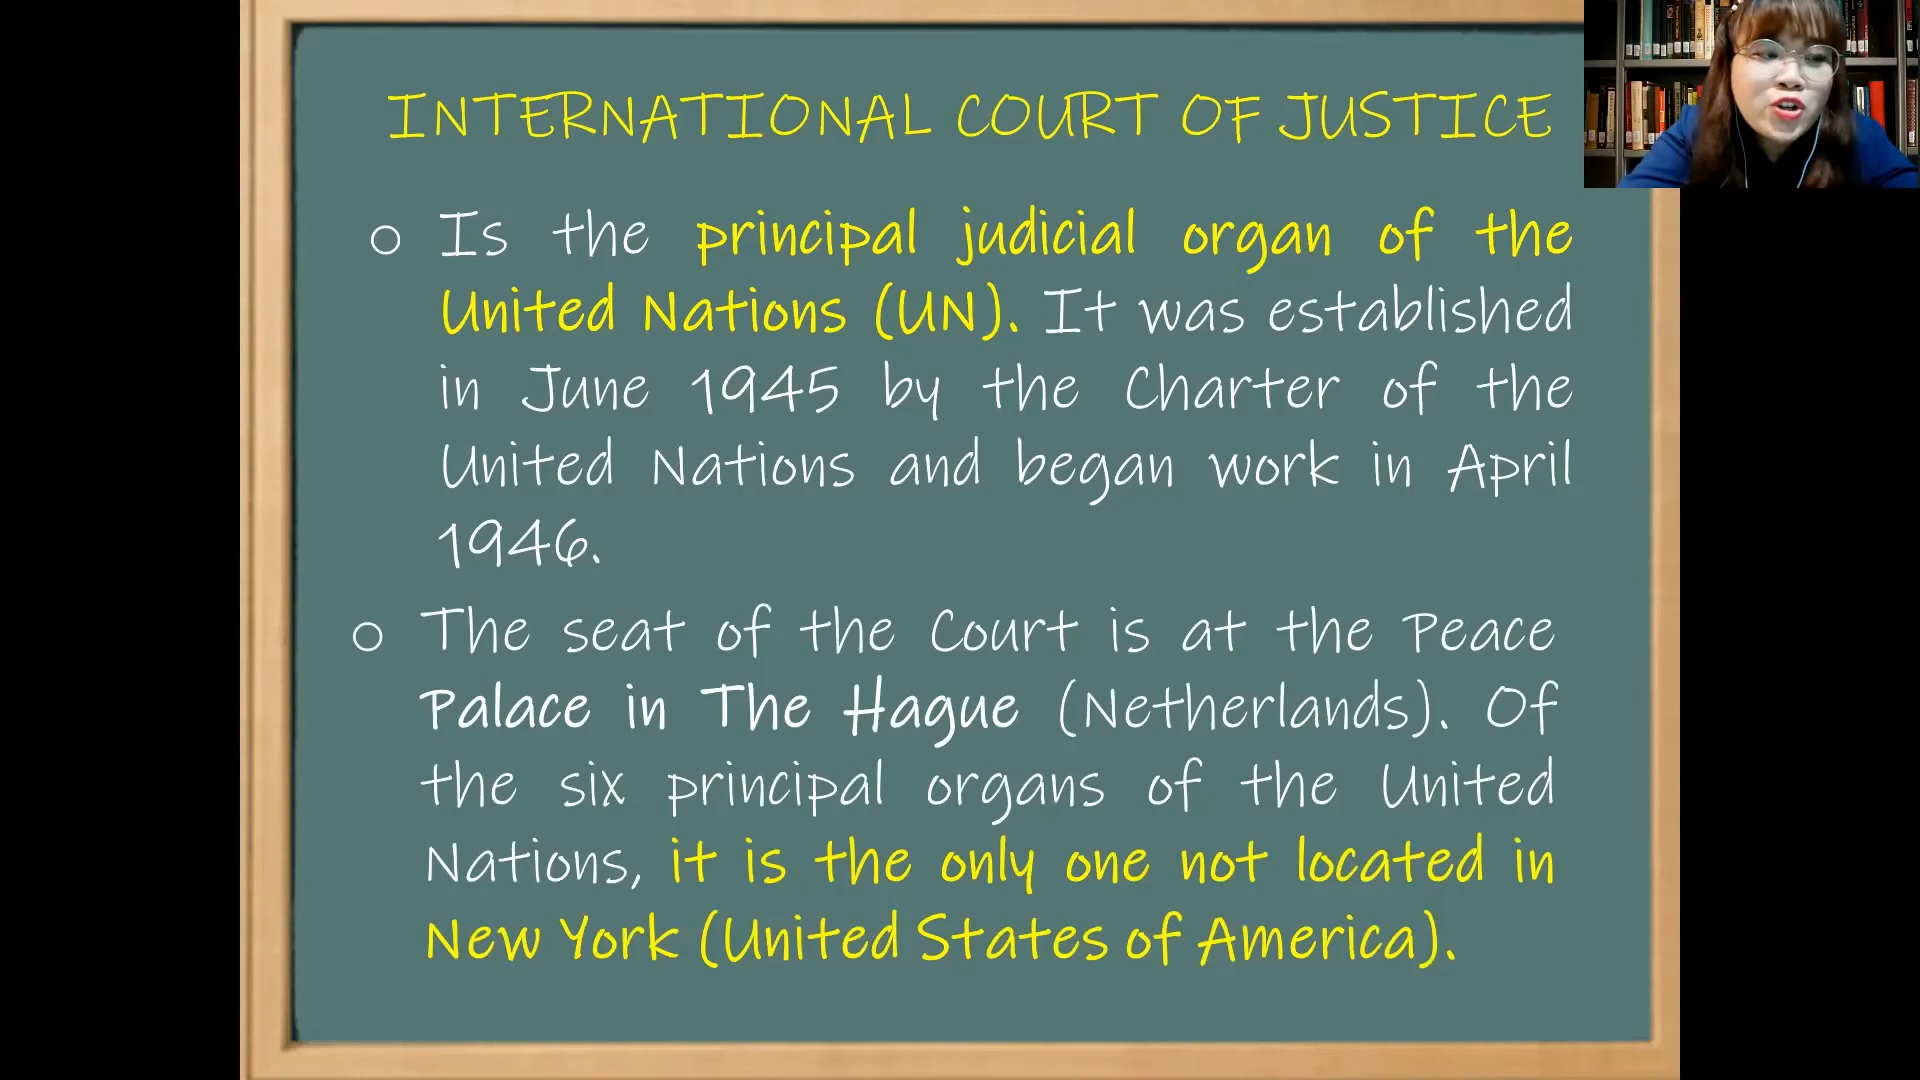 INTERNATIONAL COURT OF JUSTICE
○ Is the principal judicial organ of the
United Nations (UN). It was established
in June 1945 by the Charter of the
United Nations and began work in April
1946.
○ The seat of the Court is at the Peace
Palace in The Hague (Netherlands). Of
the six principal organs of the United
Nations, it is the only one not located in
New York (United States of America).